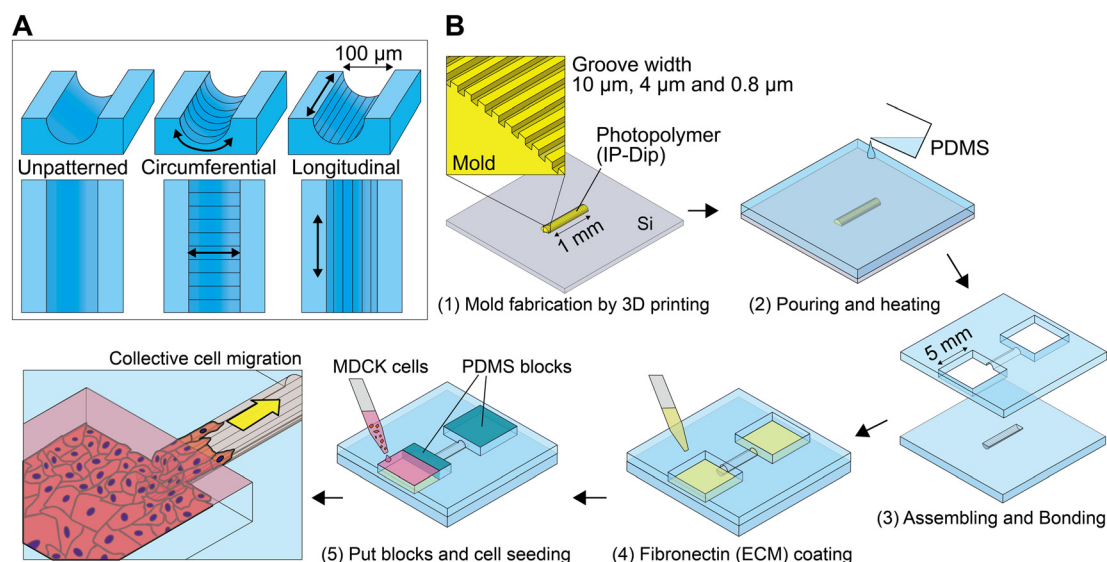 A
100 µm
Unpatterned
Circumferential
Longitudinal
B
Groove width
10 µm, 4 µm and 0.8 µm
Photopolymer
(IP-Dip)
Mold
Si
1 mm
(1) Mold fabrication by 3D printing
PDMS
(2) Pouring and heating
5 mm
(3) Assembling and Bonding
(4) Fibronectin (ECM) coating
MDCK cells
PDMS blocks
(5) Put blocks and cell seeding
Collective cell migration